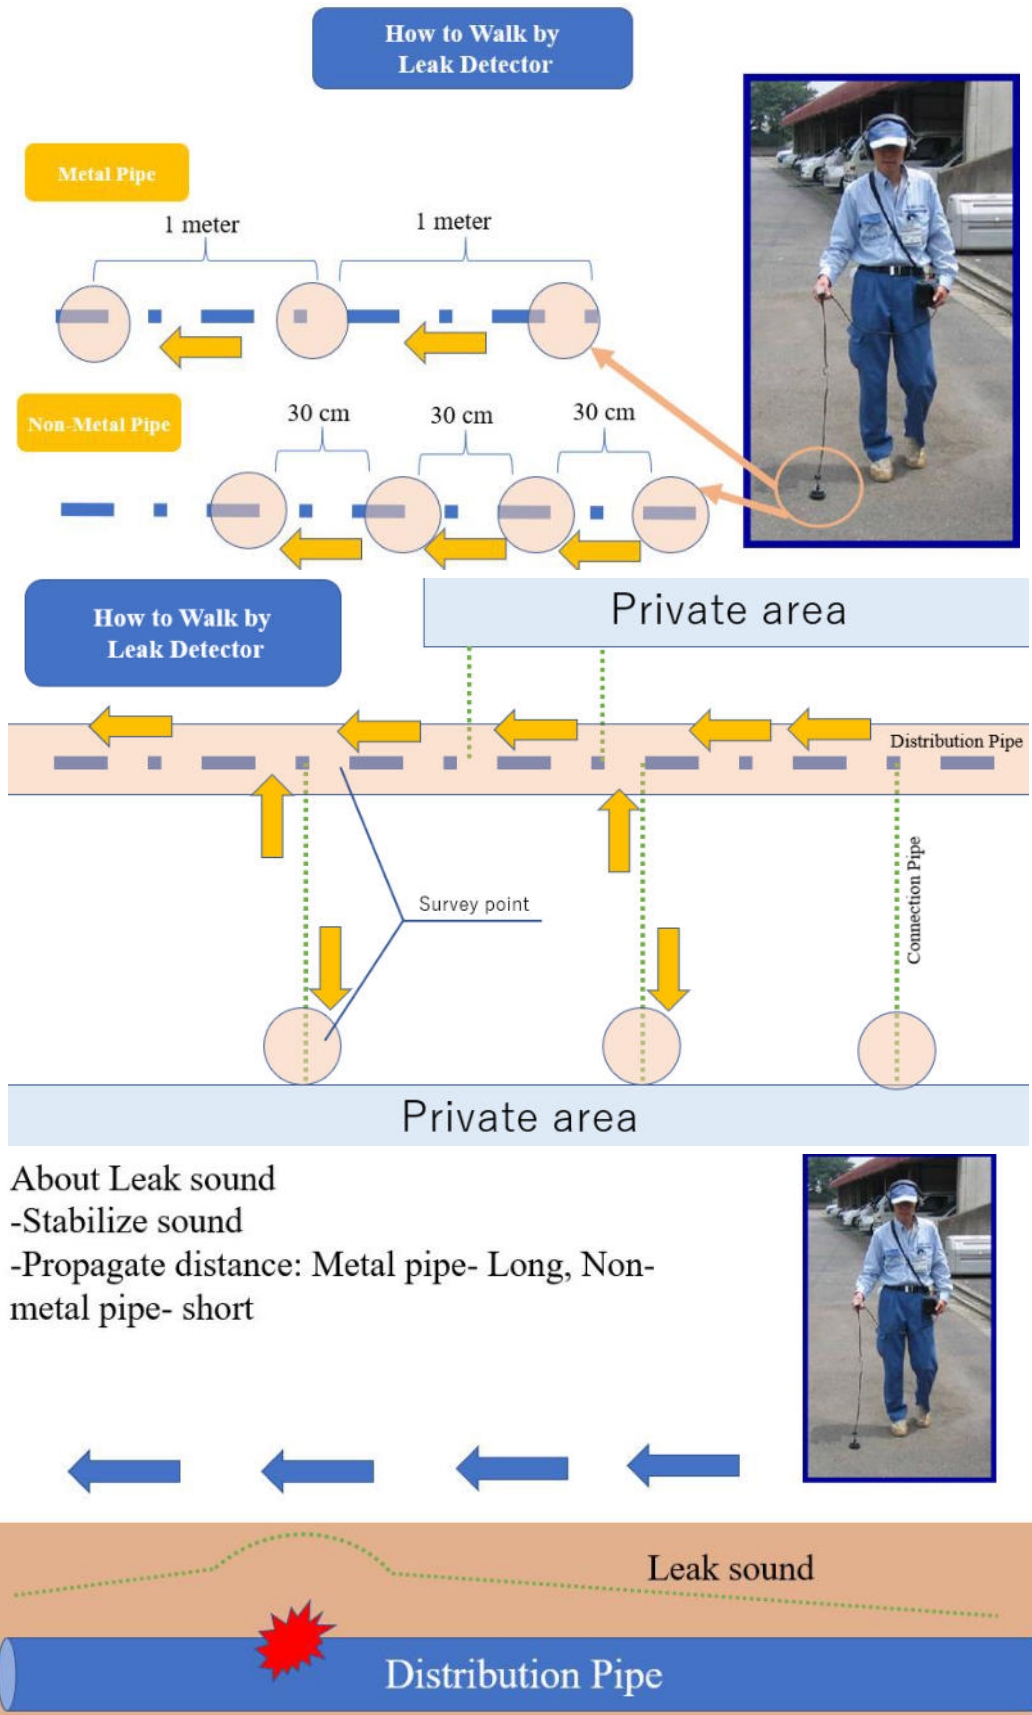 How to Walk by
Leak Detector
Metal Pipe
1 meter
1 meter
Non-Metal Pipe
30 cm
30 cm
30 cm
How to Walk by
Leak Detector
Private area
Distribution Pipe
Connection Pipe
Survey point
Private area
About Leak sound
-Stabilize sound
-Propagate distance: Metal pipe- Long, Non-
metal pipe- short
Leak sound
Distribution Pipe